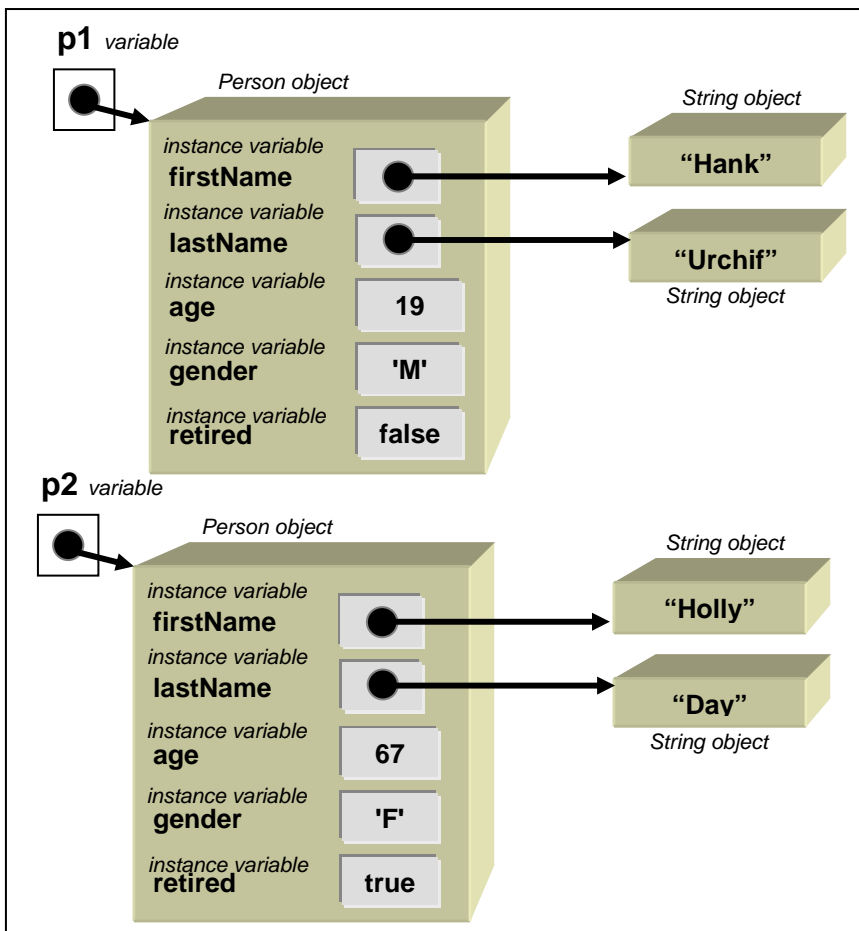 p1 variable
Person object
String object
instance variable
firstName
“Hank”
instance variable
lastName
“Urchif”
String object
instance variable
age
19
instance variable
gender
'M'
instance variable
retired
false
p2 variable
Person object
String object
instance variable
firstName
“Holly”
instance variable
lastName
“Day”
String object
instance variable
age
67
instance variable
gender
'F'
instance variable
retired
true